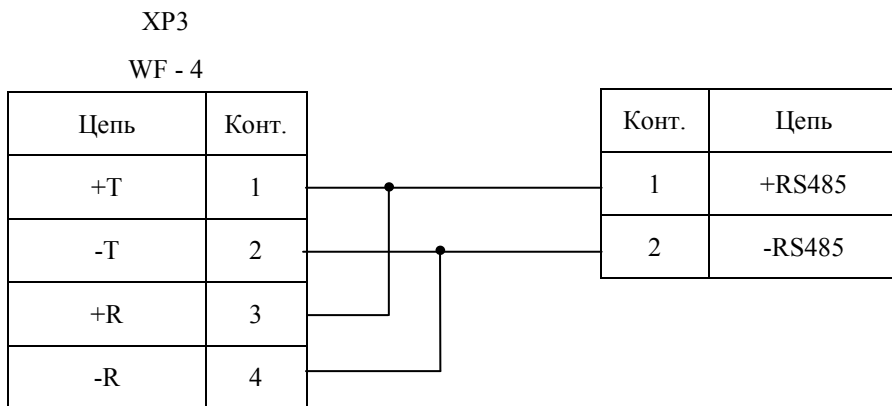 XP3
WF - 4
Цепь Конт.
+T 1
-T 2
+R 3
-R 4
Конт. Цепь
1 +RS485
2 -RS485